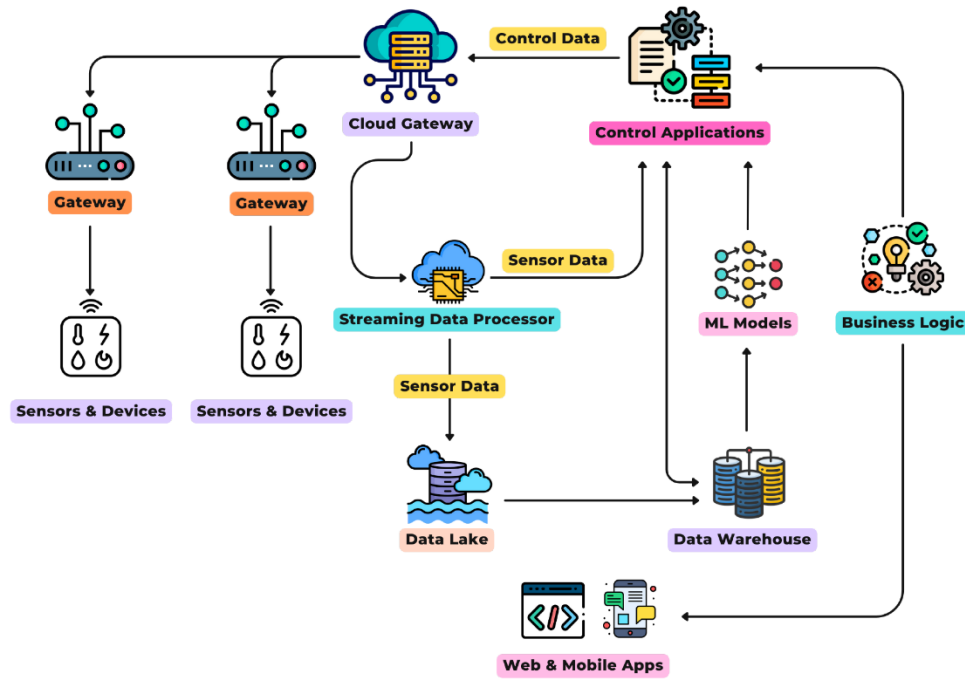 Control Data
Cloud Gateway
Control Applications
Gateway
Gateway
Sensor Data
Streaming Data Processor
ML Models
Business Logic
Sensor Data
Sensors & Devices
Sensors & Devices
Data Lake
Data Warehouse
Web & Mobile Apps